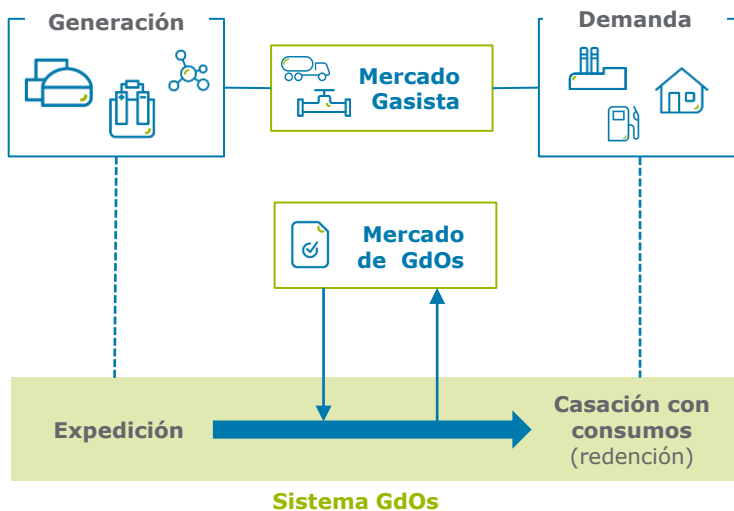 Generación
Demanda
Mercado
Gasista
Mercado
de GdOs
Expedición
Casación con
consumos
(redención)
Sistema GdOs